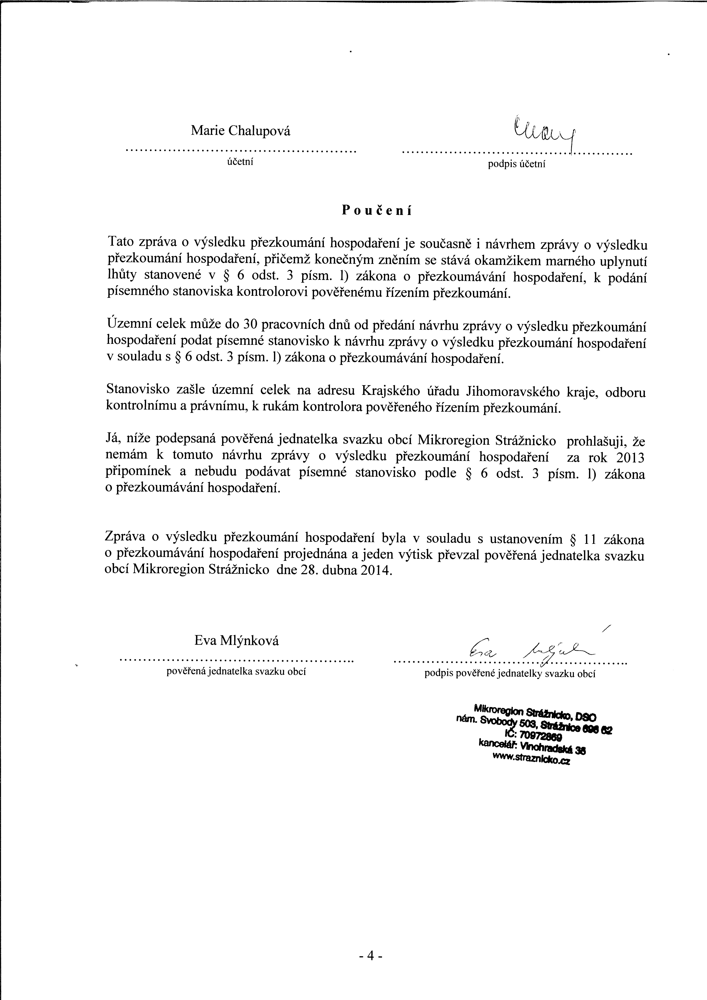 Marie Chalupová
účetní
podpis účetní
Poučení
Tato zpráva o výsledku přezkoumání hospodaření je současně i návrhem zprávy o výsledku
přezkoumání hospodaření, přičemž konečným zněním se stává okamžikem marného uplynutí
lhůty stanovené v § 6 odst. 3 písm. l) zákona o přezkoumávání hospodaření, k podání
písemného stanoviska kontrolorovi pověřenému řízením přezkoumání.
Územní celek může do 30 pracovních dnů od předání návrhu zprávy o výsledku přezkoumání
hospodaření podat písemné stanovisko k návrhu zprávy o výsledku přezkoumání hospodaření
v souladu s § 6 odst. 3 písm. l) zákona o přezkoumávání hospodaření.
Stanovisko zašle územní celek na adresu Krajského úřadu Jihomoravského kraje, odboru
kontrolnímu a právnímu, k rukám kontrolora pověřeného řízením přezkoumání.
Já, níže podepsaná pověřená jednatelka svazku obcí Mikroregion Strážnicko prohlašuji, že
nemám k tomuto návrhu zprávy o výsledku přezkoumání hospodaření za rok 2013
připomínek a nebudu podávat písemné stanovisko podle § 6 odst. 3 písm. l) zákona
o přezkoumávání hospodaření.
Zpráva o výsledku přezkoumání hospodaření byla v souladu s ustanovením § 11 zákona
o přezkoumávání hospodaření projednána a jeden výtisk převzal pověřená jednatelka svazku
obcí Mikroregion Strážnicko dne 28. dubna 2014.
Eva Mlýnková
Eva
pověřená jednatelka svazku obcí
podpis pověřené jednatelky svazku obcí
Mikroregion Strážnicko, DSO
nám. Svobody 503, Strážnice 696 62
IČ: 70972869
kancelář: Vinohradská 35
www.straznicko.cz
- 4 -